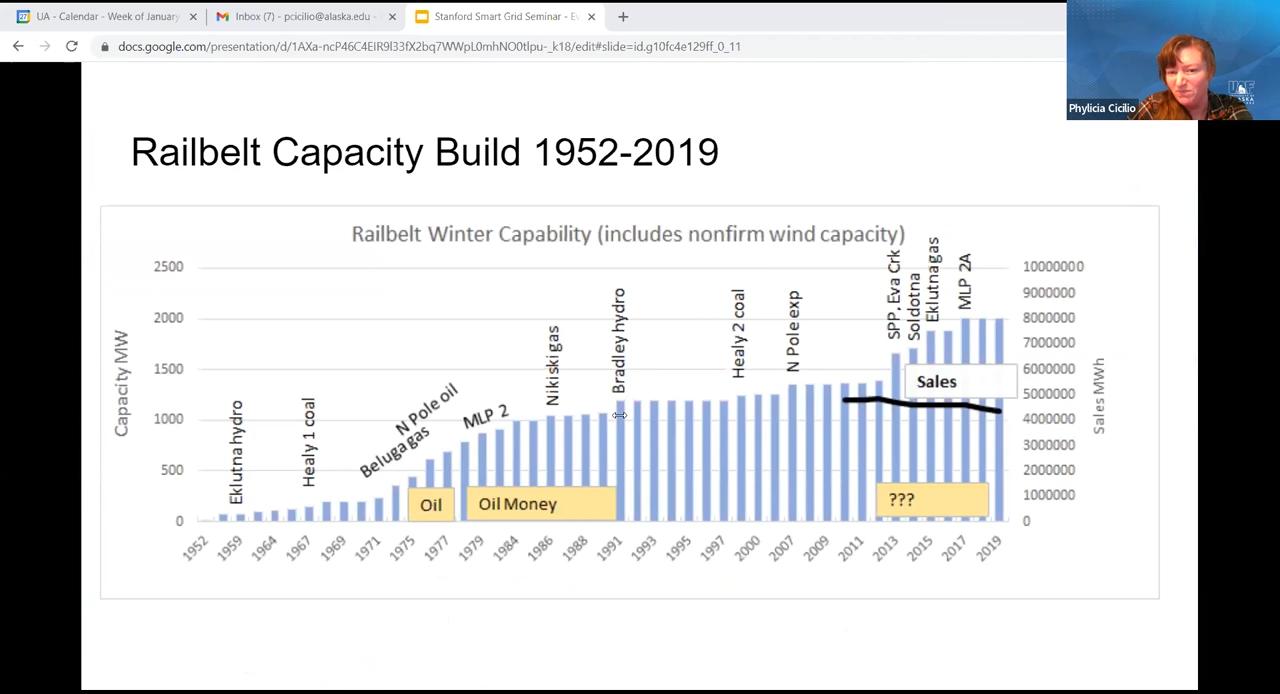 UA - Calendar - Week of January
Inbox (7) - pcicilio@alaska.edu -
Stanford Smart Grid Seminar - Ev
docs.google.com/presentation/d/1AXa-ncP46C4EIR9I33fX2bq7WWpL0mhNO0tlpu-_k18/edit#slide=id.g10fc4e129ff_0_11
Phylicia Cicilio
UAF
Railbelt Capacity Build 1952-2019
Railbelt Winter Capability (includes nonfirm wind capacity)
Capacity MW
2500
2000
1500
1000
500
0
Eklutna hydro
Healy 1 coal
Beluga gas
N Pole oil
MLP 2
Nikiski gas
Bradley hydro
Healy 2 coal
N Pole exp
SPP, Eva Crk
Soldotna
Eklutnagas
MLP 2A
Sales
Oil
Oil Money
???
10000000
9000000
8000000
7000000
6000000
5000000
4000000
3000000
2000000
1000000
0
Sales MWh
1952
1959
1964
1967
1969
1971
1975
1977
1979
1984
1986
1988
1991
1993
1995
1997
2000
2007
2009
2011
2013
2015
2017
2019